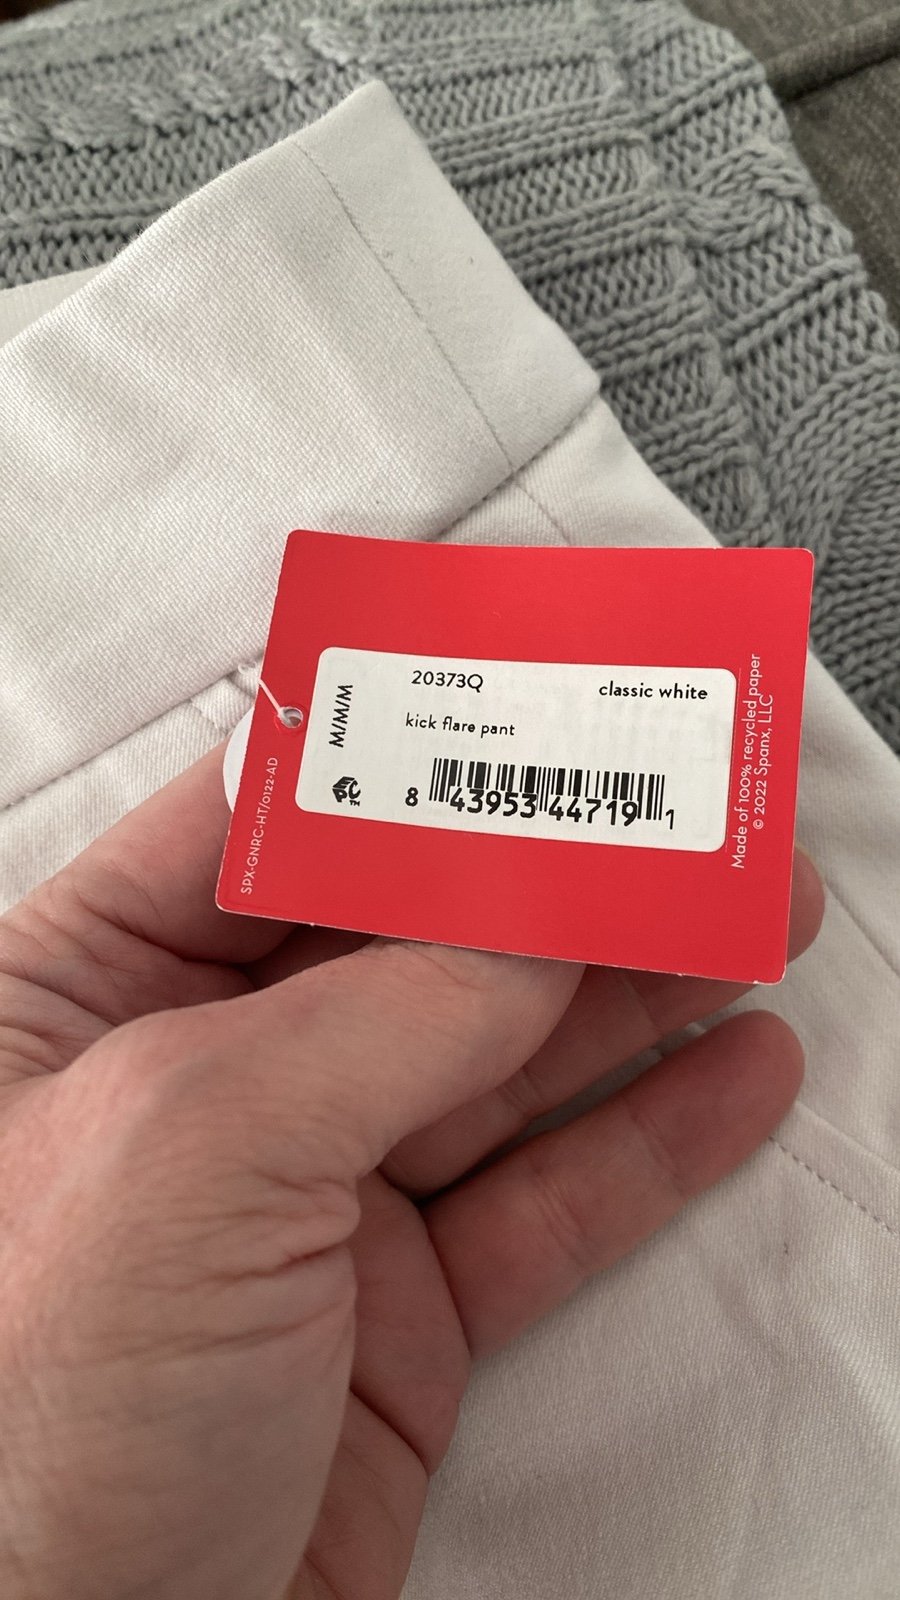 20373Q
classic white
kick flare pant
M/M/M
EPC™
8 43953 44719 1
SPX-GNRC-HT/0122-AD
Made of 100% recycled paper
© 2022 Spanx, LLC